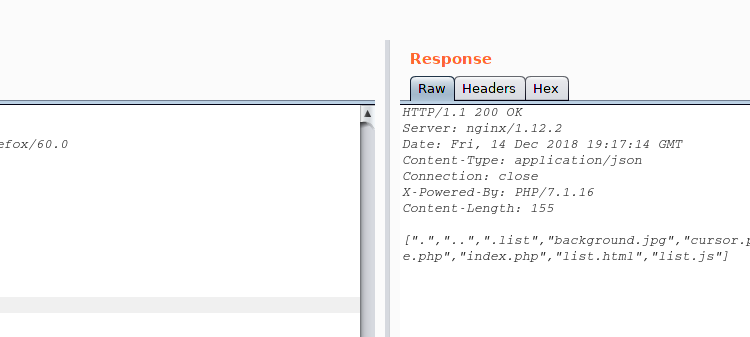 Response
Raw Headers Hex
HTTP/1.1 200 OK
Server: nginx/1.12.2
efox/60.0
Date: Fri, 14 Dec 2018 19:17:14 GMT
Content-Type: application/json
Connection: close
X-Powered-By: PHP/7.1.16
Content-Length: 155
[".","..",".list","background.jpg","cursor.p
e.php","index.php","list.html","list.js"]